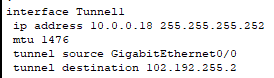 interface Tunnel1
ip address 10.0.0.18 255.255.255.252
mtu 1476
tunnel source GigabitEthernet0/0
tunnel destination 102.192.255.2